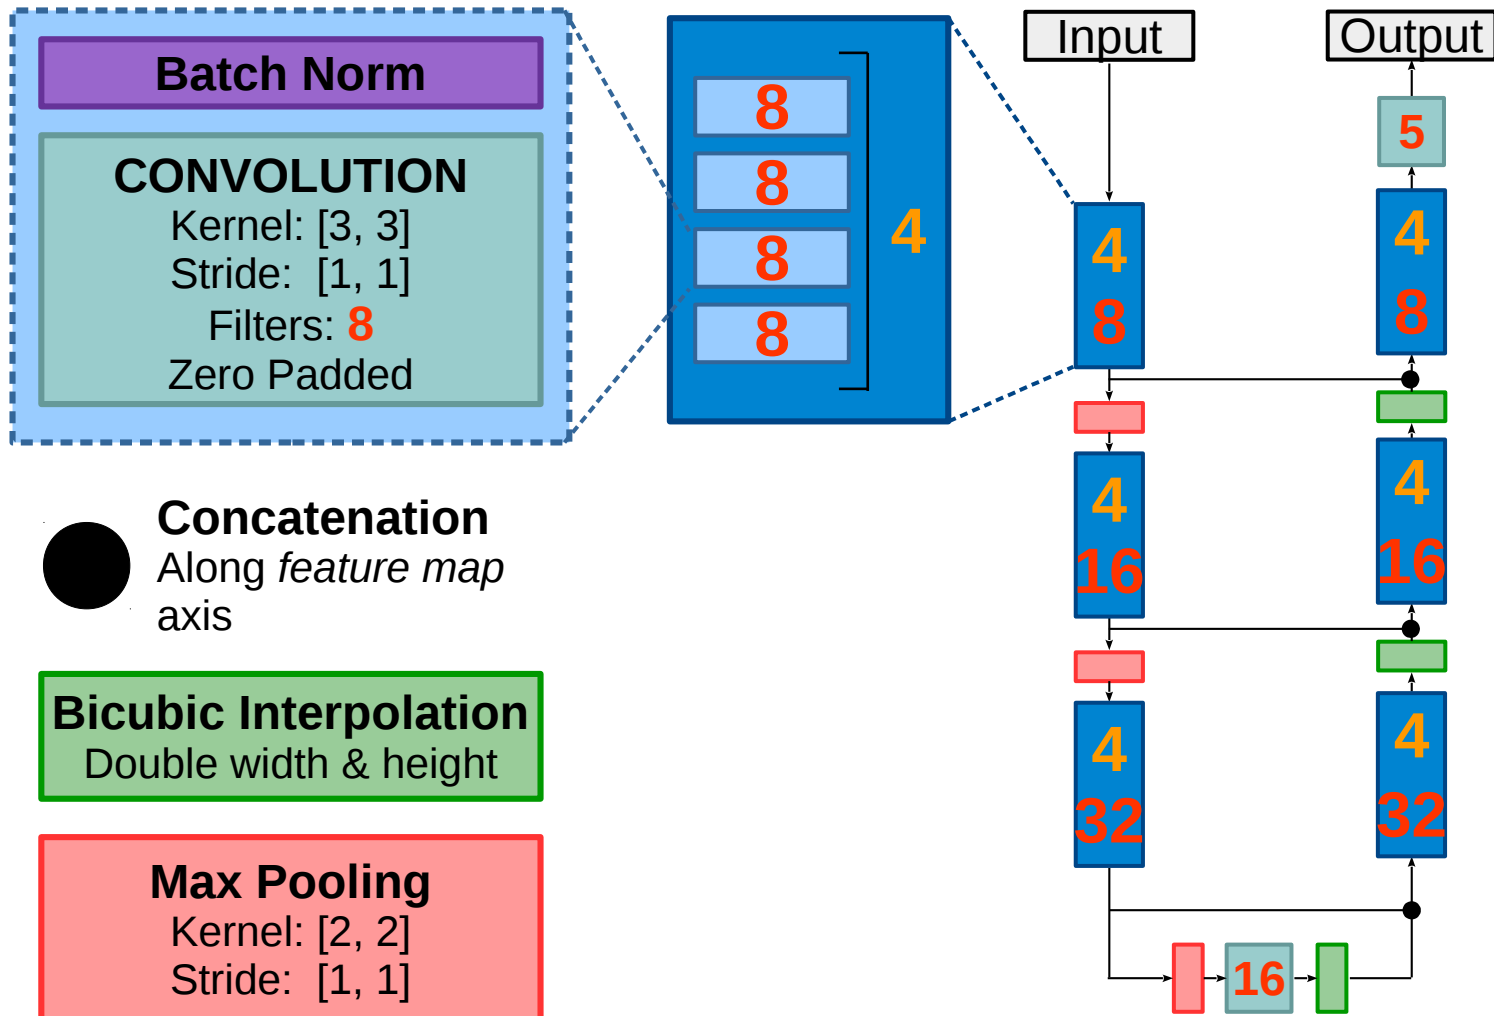 Batch Norm
CONVOLUTION
Kernel: [3, 3]
Stride:  [1, 1]
Filters: 8
Zero Padded
8
8
8
8
4
Concatenation
Along feature map
axis
Bicubic Interpolation
Double width & height
Max Pooling
Kernel: [2, 2]
Stride:  [1, 1]
Input
4
8
4
16
4
32
16
4
32
4
16
4
8
5
Output